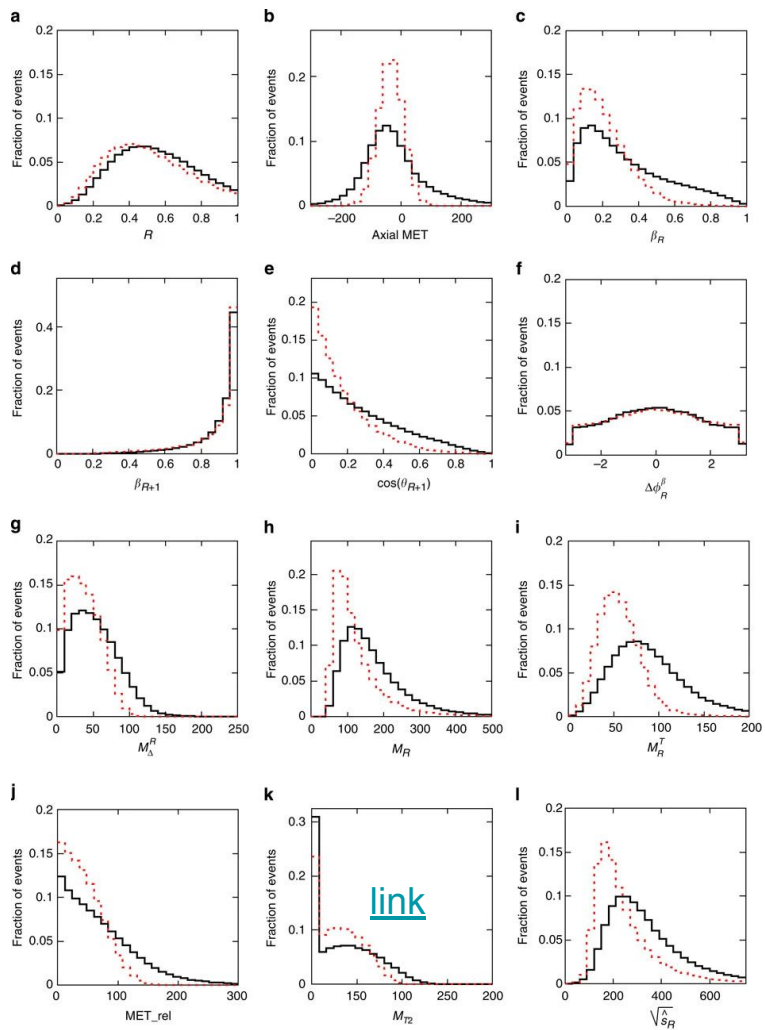 a
0.2
0.15
0.1
0.05
0
Fraction of events
0 0.2 0.4 0.6 0.8 1
R
b
0.2
0.1
0
Fraction of events
−200 0 200
Axial MET
c
0.2
0.15
0.1
0.05
0
Fraction of events
0 0.2 0.4 0.6 0.8 1
β_R
d
0.4
0.2
0
Fraction of events
0 0.2 0.4 0.6 0.8 1
β_{R+1}
e
0.2
0.15
0.1
0.05
0
Fraction of events
0 0.2 0.4 0.6 0.8 1
cos(θ_{R+1})
f
0.2
0.15
0.1
0.05
0
Fraction of events
−2 0 2
Δφ_R^β
g
0.2
0.15
0.1
0.05
0
Fraction of events
0 50 100 150 200 250
M_Δ^R
h
0.2
0.1
0
Fraction of events
0 100 200 300 400 500
M_R
i
0.2
0.15
0.1
0.05
0
Fraction of events
0 50 100 150 200
M_R^T
j
0.2
0.15
0.1
0.05
0
Fraction of events
0 100 200 300
MET_rel
k
0.3
0.2
0.1
0
Fraction of events
0 150 100 150 200
M_{T2}
link
l
0.2
0.15
0.1
0.05
0
Fraction of events
200 400 600
√ŝ_R